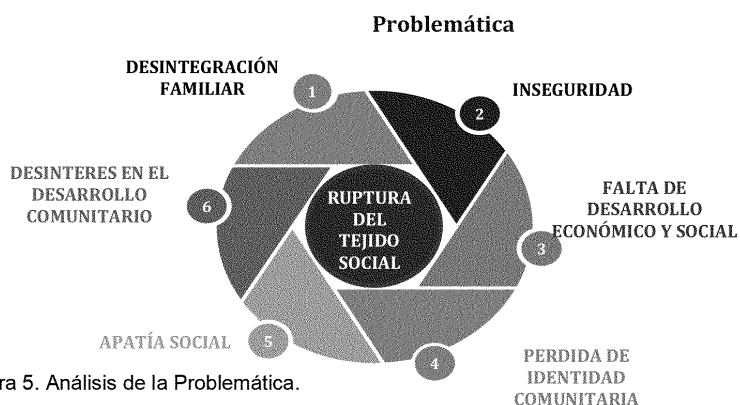 Problemática
DESINTEGRACIÓN
FAMILIAR
1
2
INSEGURIDAD
DESINTERES EN EL
DESARROLLO
COMUNITARIO
6
RUPTURA
DEL
TEJIDO
SOCIAL
FALTA DE
DESARROLLO
ECONÓMICO Y SOCIAL
3
APATÍA SOCIAL
5
4
PERDIDA DE
IDENTIDAD
COMUNITARIA
ra 5. Análisis de la Problemática.